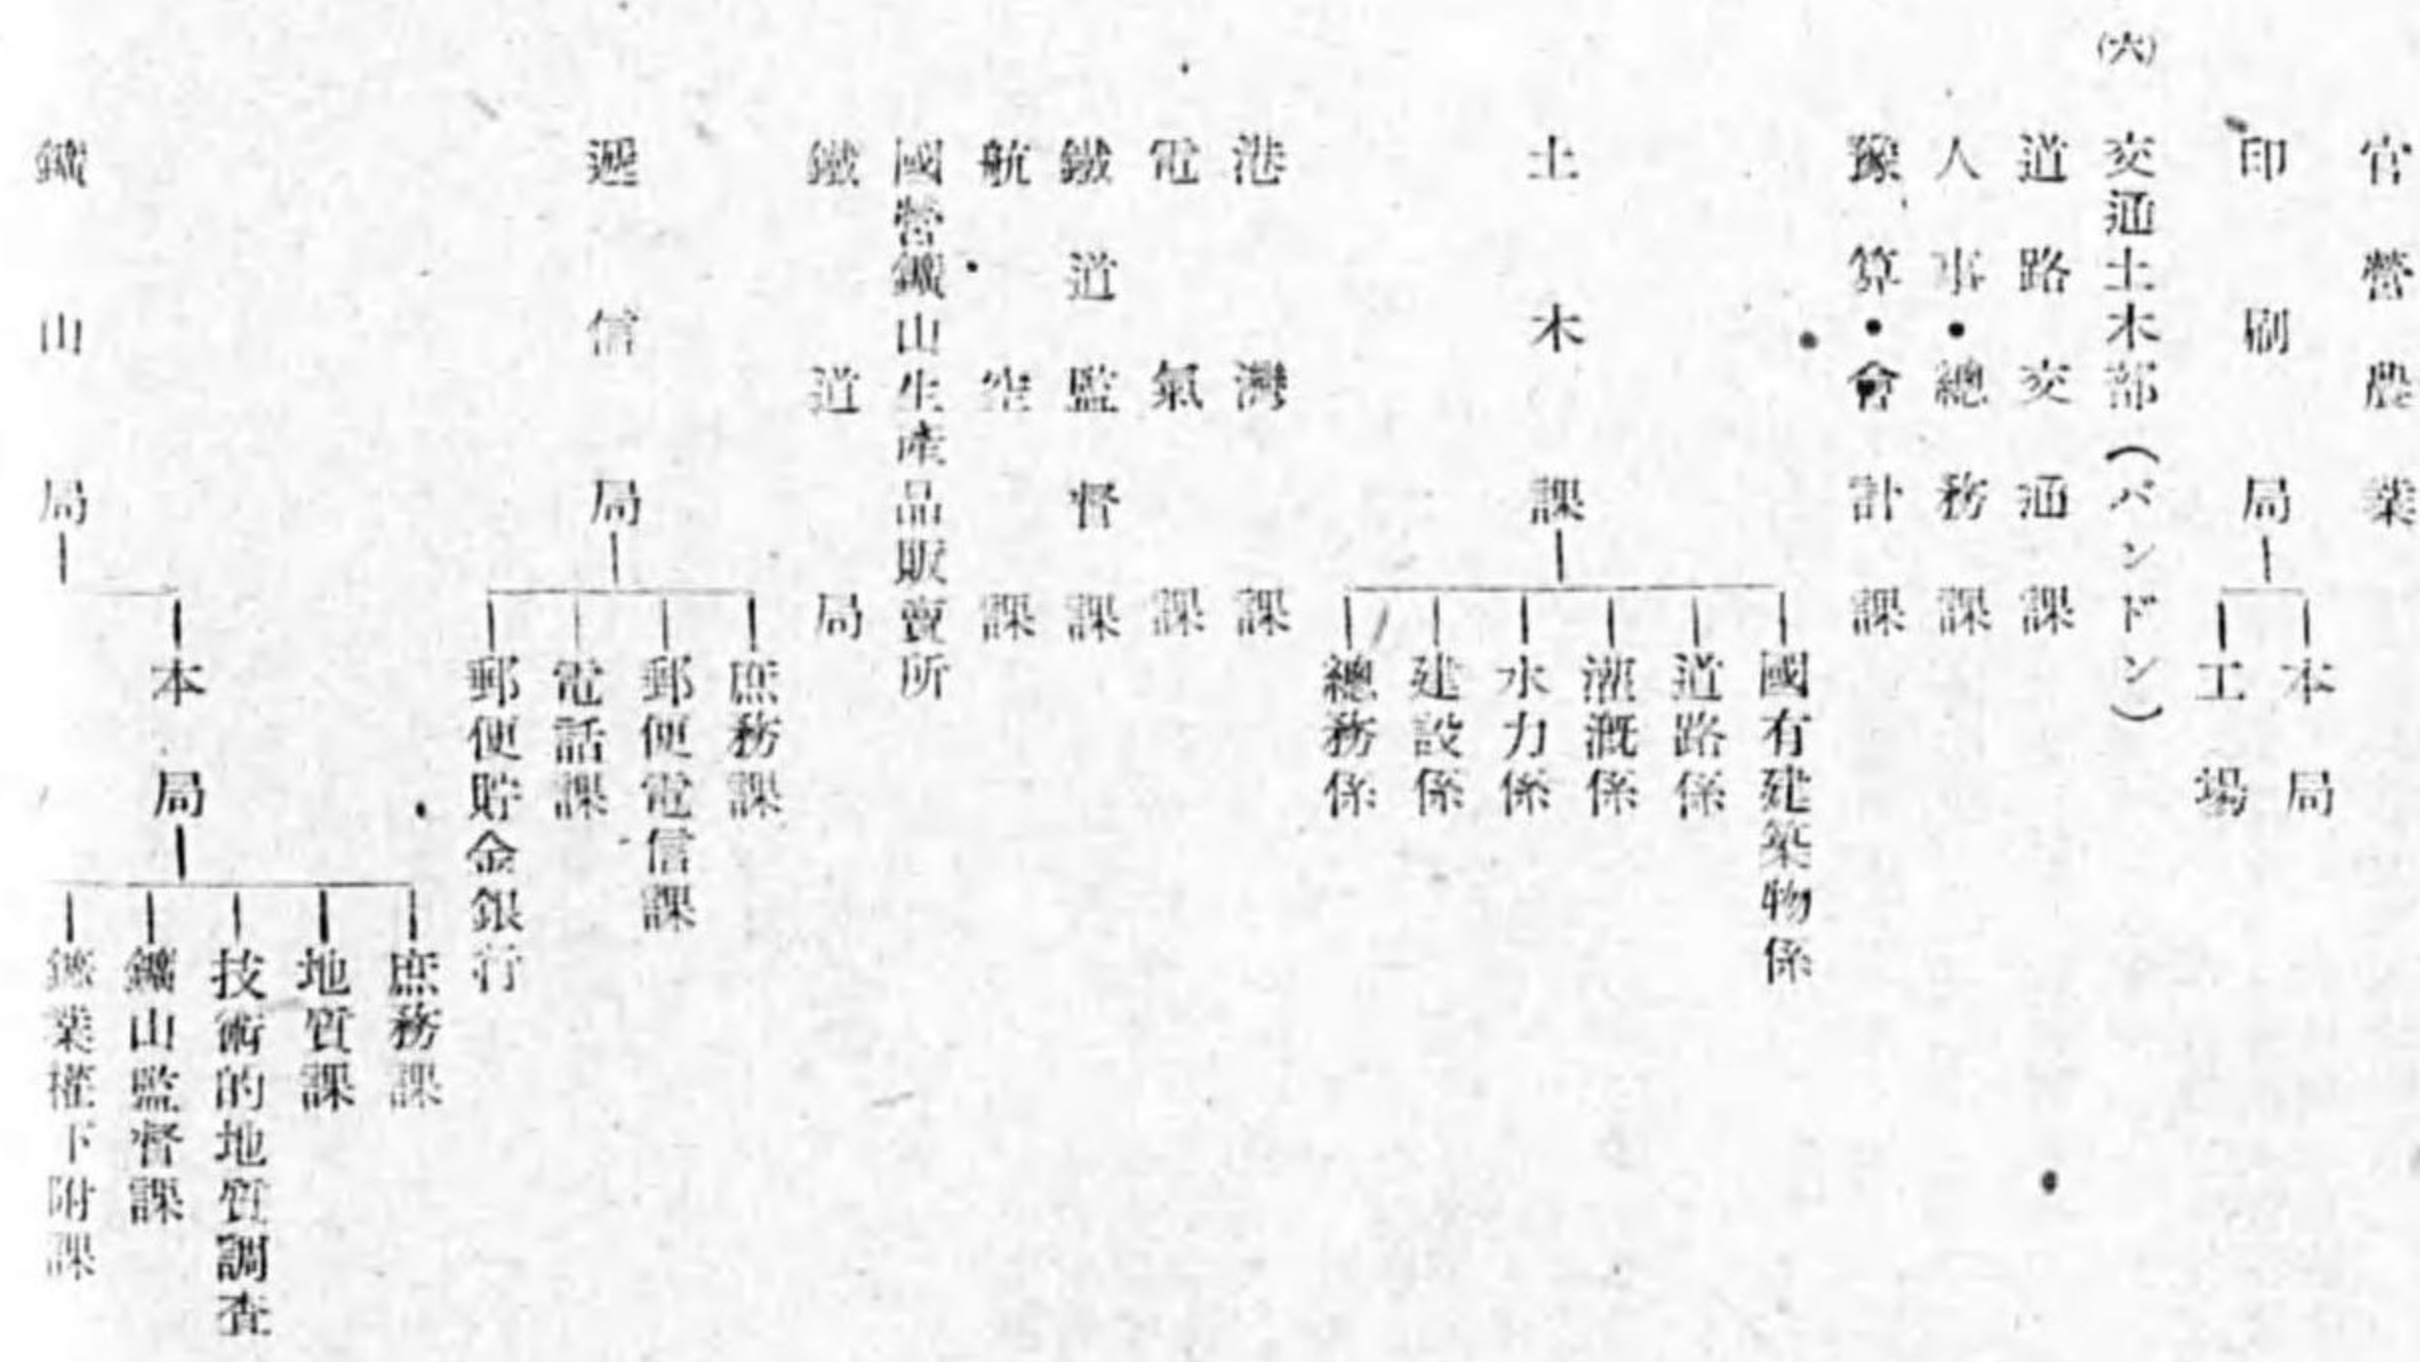 官營農業
印刷局
本局
工場
(六) 交通土木部(バンドン)
道路交通課
人事•總務課
豫算•會計課
土木課
國有建築物係
道路係
灌漑係
水力係
建設係
總務係
港灣課
電氣課
鐵道監督課
航空課
國營鑛山生產品販賣所
鐵道局
遞信局
庶務課
郵便電信課
電話課
郵便貯金銀行
鑛山局
本局
庶務課
地質課
技術的地質調査
鑛山監督課
鑛業權下附課